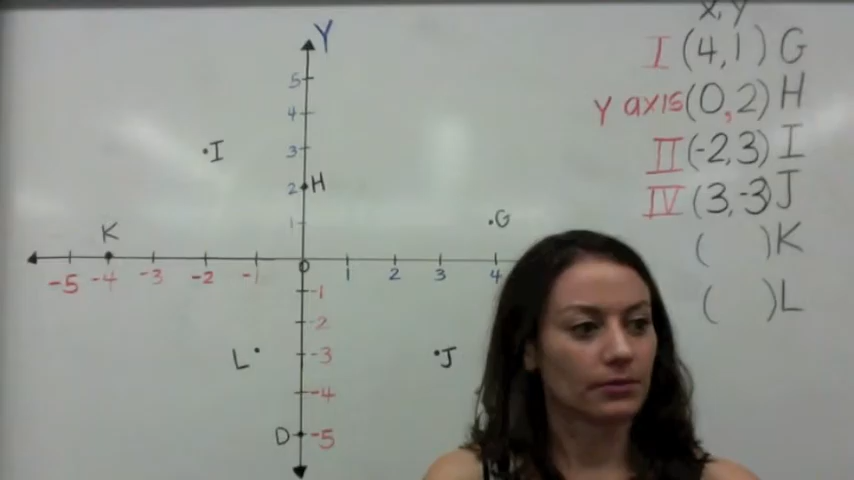 Y
5
4
3
2
1
I
H
K
G
-5 -4 -3 -2 -1 0 1 2 3 4
-1
-2
-3
-4
-5
L
J
D
x, y
I (4,1) G
Y axis (0,2) H
II (-2,3) I
IV (3,-3) J
( ) K
( ) L